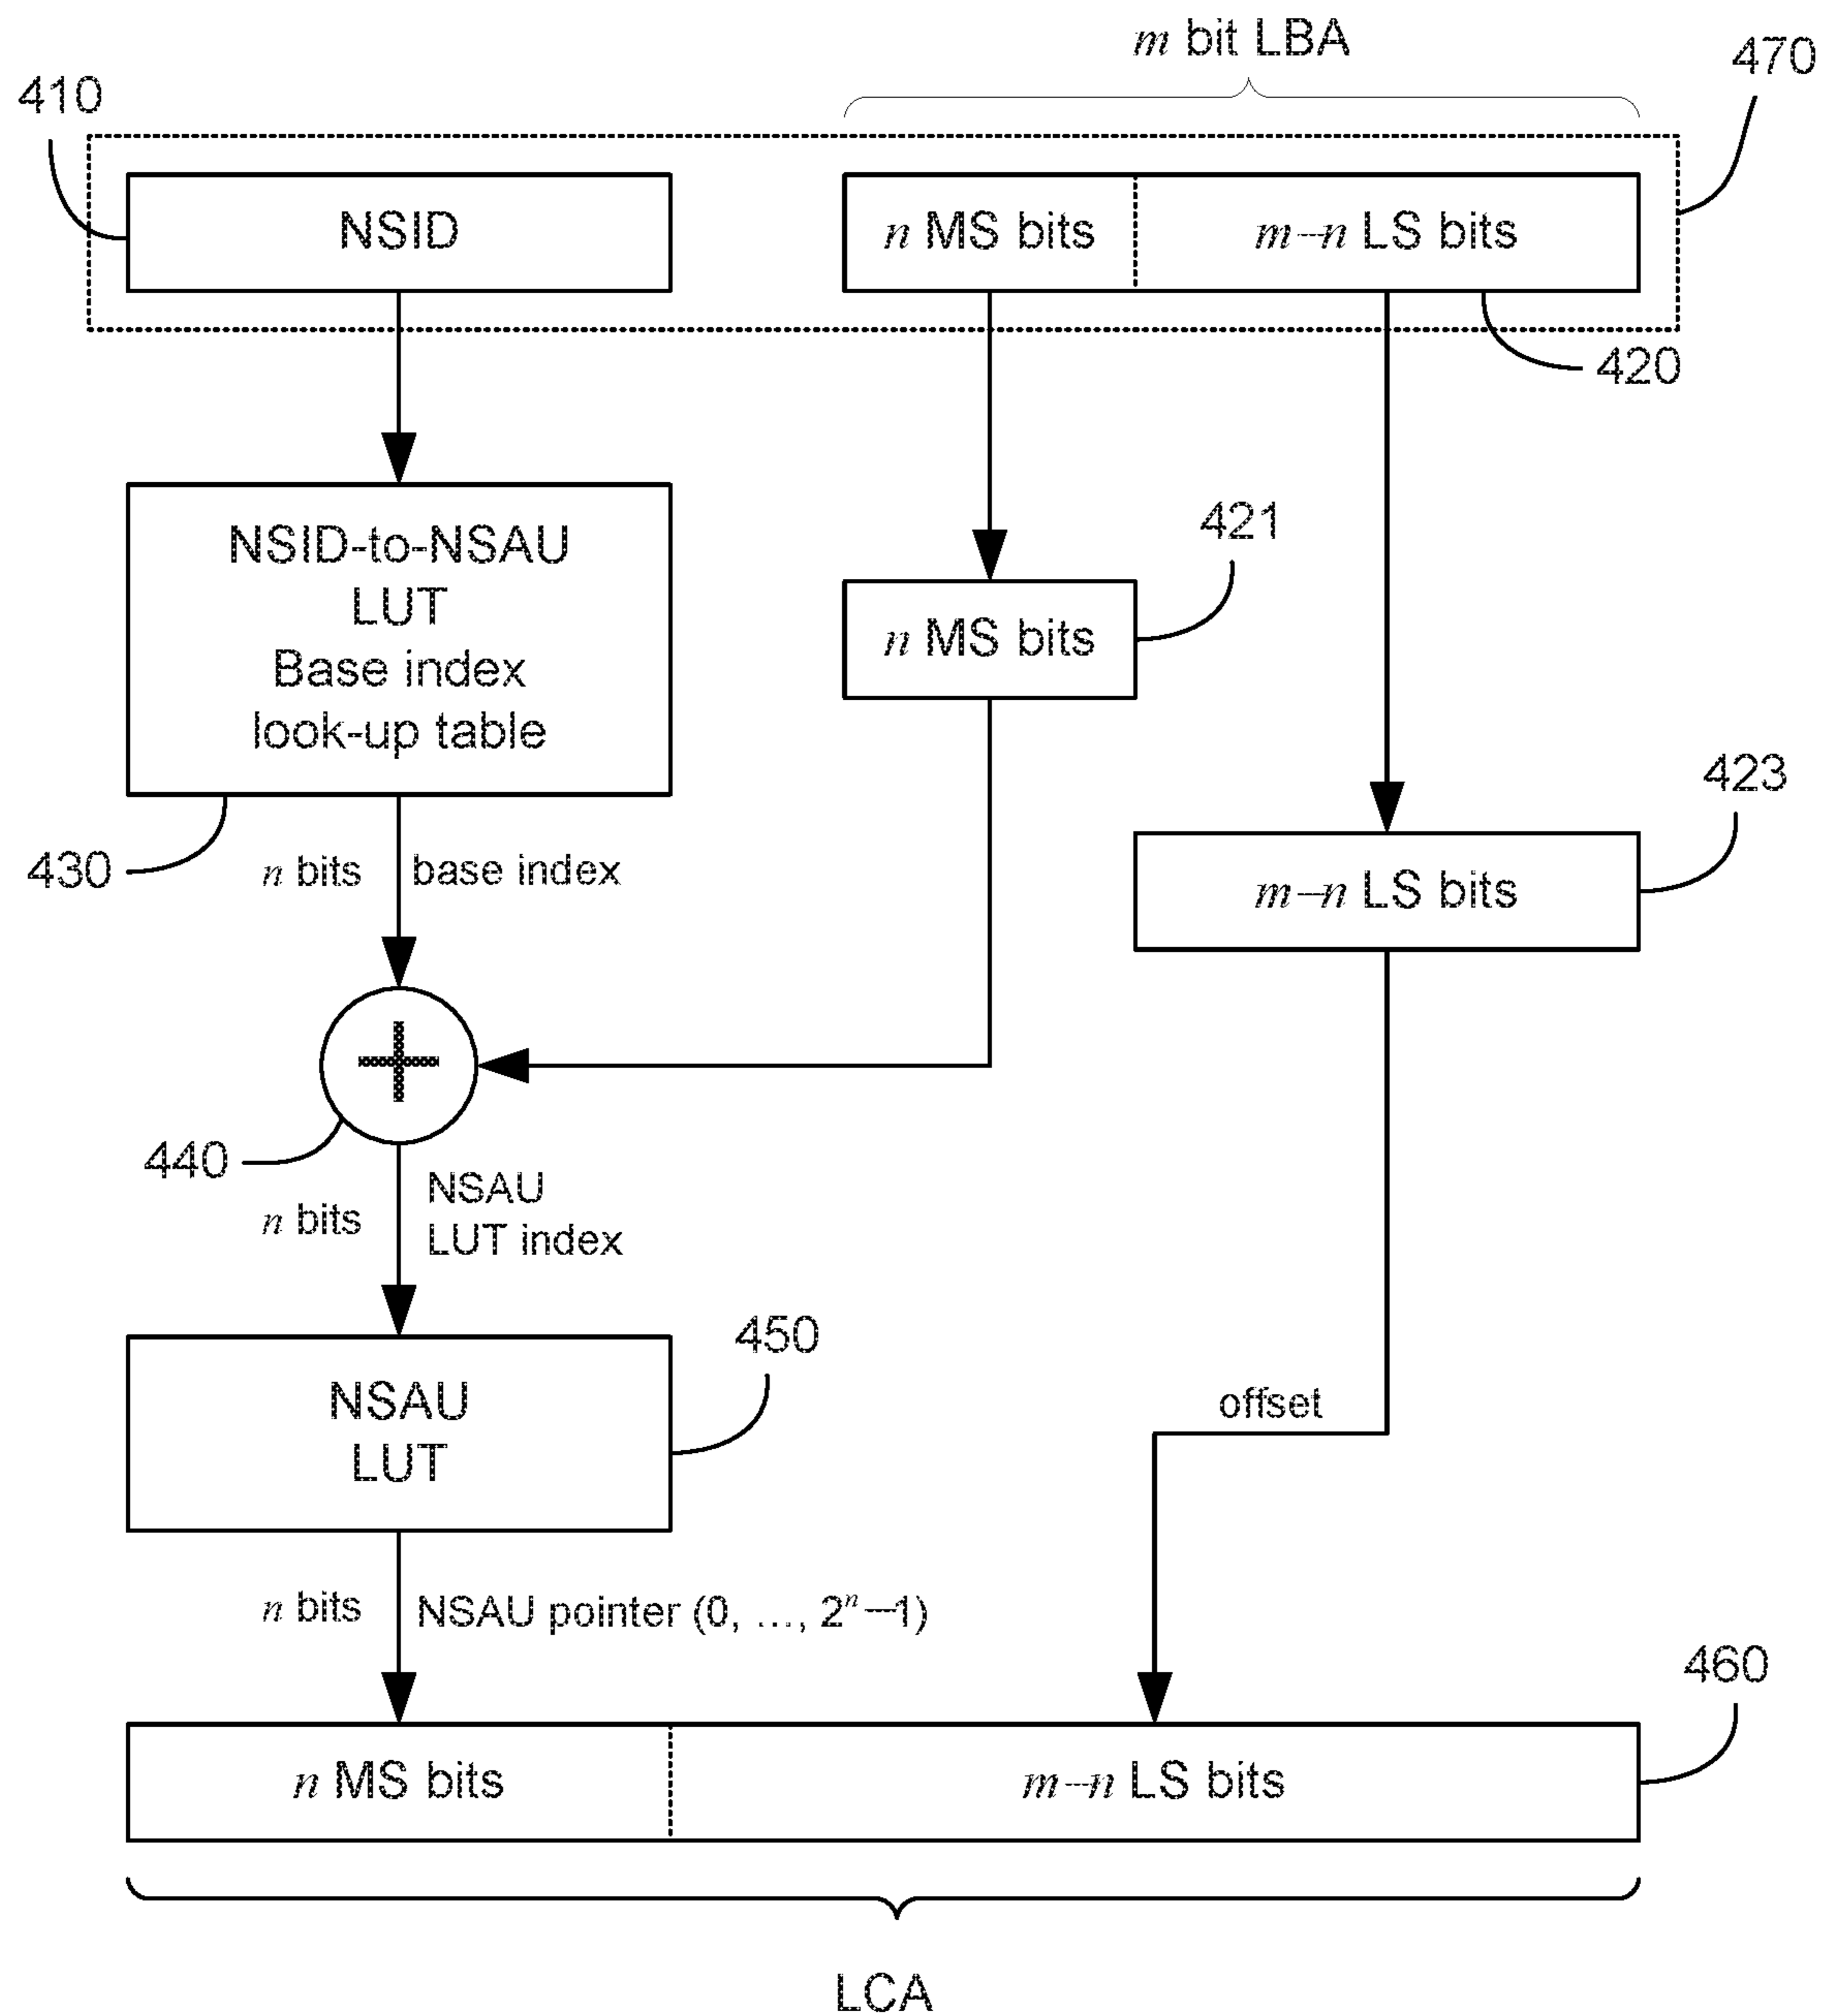 m bit LBA
470
410
NSID
n MS bits
m–n LS bits
420
NSID-to-NSAU
LUT
Base index
look-up table
421
n MS bits
423
430
n bits
base index
m–n LS bits
440
n bits
NSAU
LUT index
450
NSAU
LUT
offset
n bits
NSAU pointer (0, ..., 2ⁿ–1)
460
n MS bits
m–n LS bits
LCA